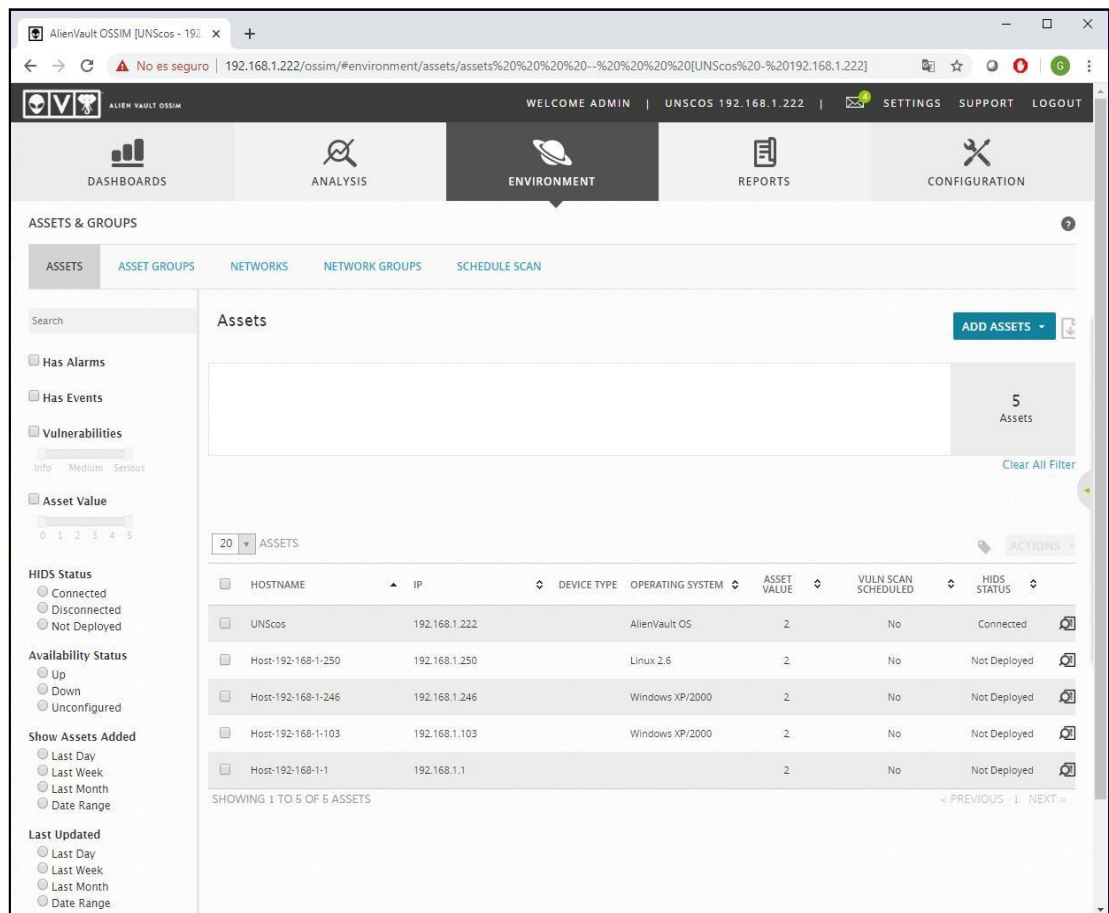 AlienVault OSSIM [UNScos - 192
No es seguro 192.168.1.222/ossim/#environment/assets/assets%20%20%20%20--%20%20%20%20[UNScos%20-%20192.168.1.222]
G
ALIEN VAULT OSSIM
WELCOME ADMIN | UNSCOS 192.168.1.222 | 4 SETTINGS SUPPORT LOGOUT
DASHBOARDS ANALYSIS ENVIRONMENT REPORTS CONFIGURATION
ASSETS & GROUPS ?
ASSETS ASSET GROUPS NETWORKS NETWORK GROUPS SCHEDULE SCAN
Search
Has Alarms
Has Events
Vulnerabilities
Info Medium Serious
Asset Value
0 1 2 3 4 5
HIDS Status
Connected
Disconnected
Not Deployed
Availability Status
Up
Down
Unconfigured
Show Assets Added
Last Day
Last Week
Last Month
Date Range
Last Updated
Last Day
Last Week
Last Month
Date Range
Assets
ADD ASSETS
5
Assets
Clear All Filter
20 ASSETS
ACTIONS
HOSTNAME IP DEVICE TYPE OPERATING SYSTEM ASSET VALUE VULN SCAN SCHEDULED HIDS STATUS
UNScos 192.168.1.222 AlienVault OS 2 No Connected
Host-192-168-1-250 192.168.1.250 Linux 2.6 2 No Not Deployed
Host-192-168-1-246 192.168.1.246 Windows XP/2000 2 No Not Deployed
Host-192-168-1-103 192.168.1.103 Windows XP/2000 2 No Not Deployed
Host-192-168-1-1 192.168.1.1 2 No Not Deployed
SHOWING 1 TO 5 OF 5 ASSETS
< PREVIOUS 1 NEXT >